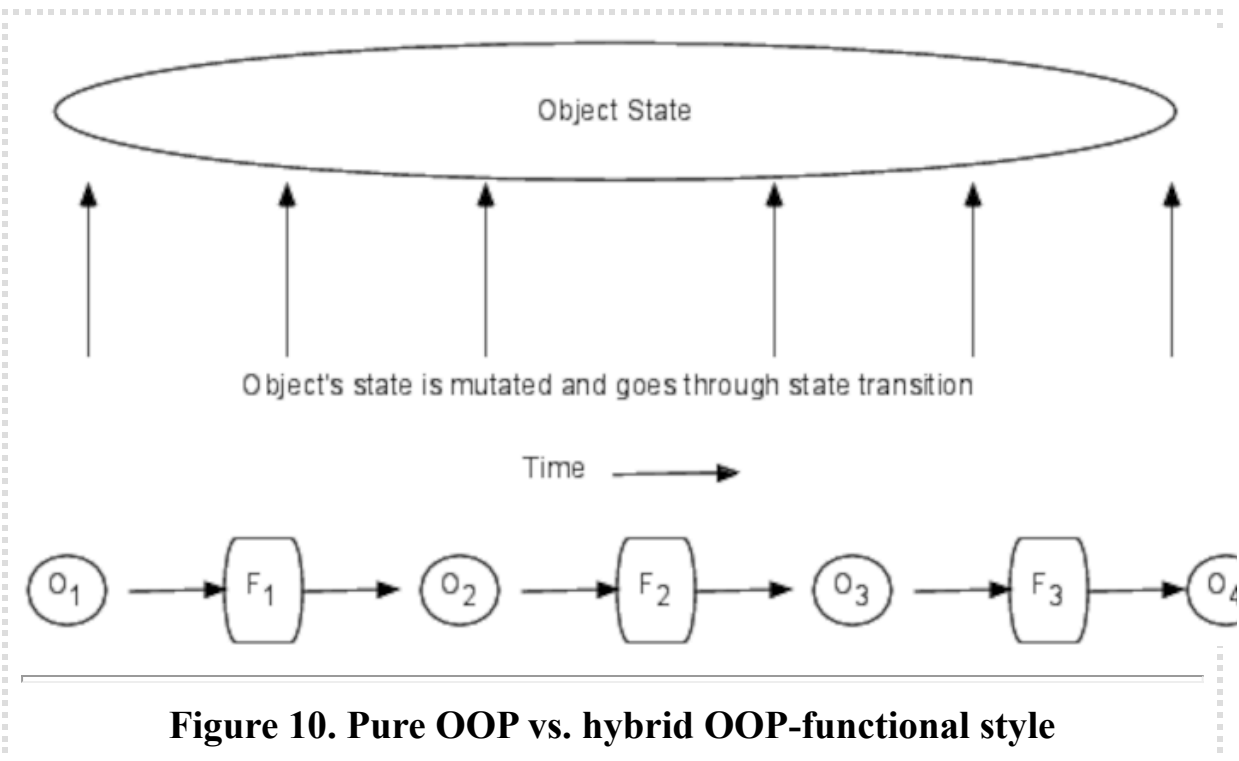 Object State
Object's state is mutated and goes through state transition
Time
O₁ F₁ O₂ F₂ O₃ F₃ O₄
Figure 10. Pure OOP vs. hybrid OOP-functional style